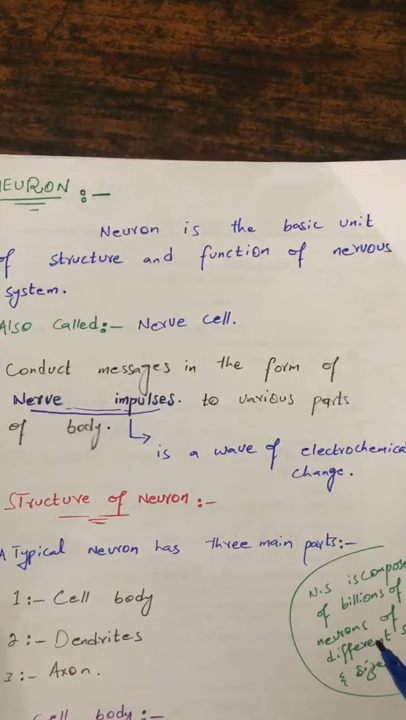 NEURON :-
Neuron is the basic unit
of structure and function of nervous
system.
Also Called:- Nerve cell.
Conduct messages in the form of
Nerve impulses. to various parts
of body.
is a wave of electrochemical
change.
Structure of Neuron :-
A Typical Neuron has three main parts:-
1:- Cell body
2:- Dendrites
3:- Axon.
N.S is compose
of billions of
neurons of
different s
& size
Cell body :-